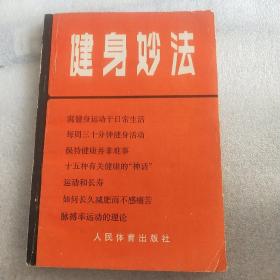 健身妙法
寓健身运动于日常生活
每周三十分钟健身活动
保持健康并非难事
十五种有关健康的“神话”
运动和长寿
如何长久减肥而不感痛苦
脉搏率运动的理论
人民体育出版社